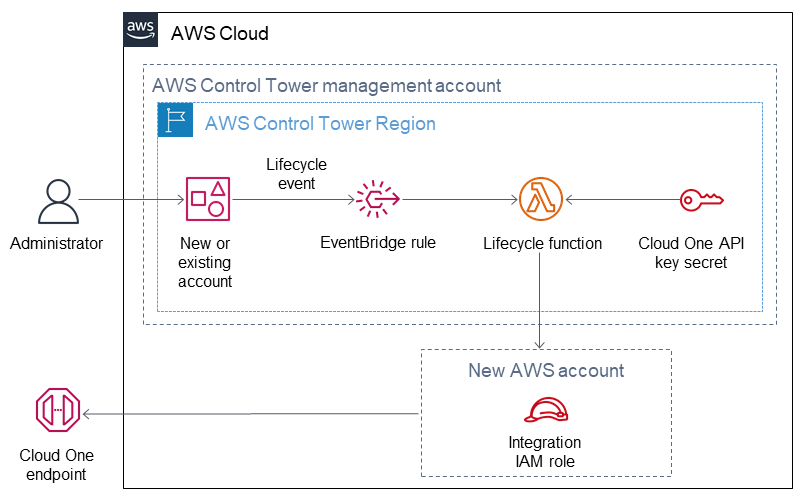 aws
AWS Cloud
AWS Control Tower management account
AWS Control Tower Region
Lifecycle
event
Administrator
New or
existing
account
EventBridge rule
Lifecycle function
Cloud One API
key secret
New AWS account
Integration
IAM role
Cloud One
endpoint